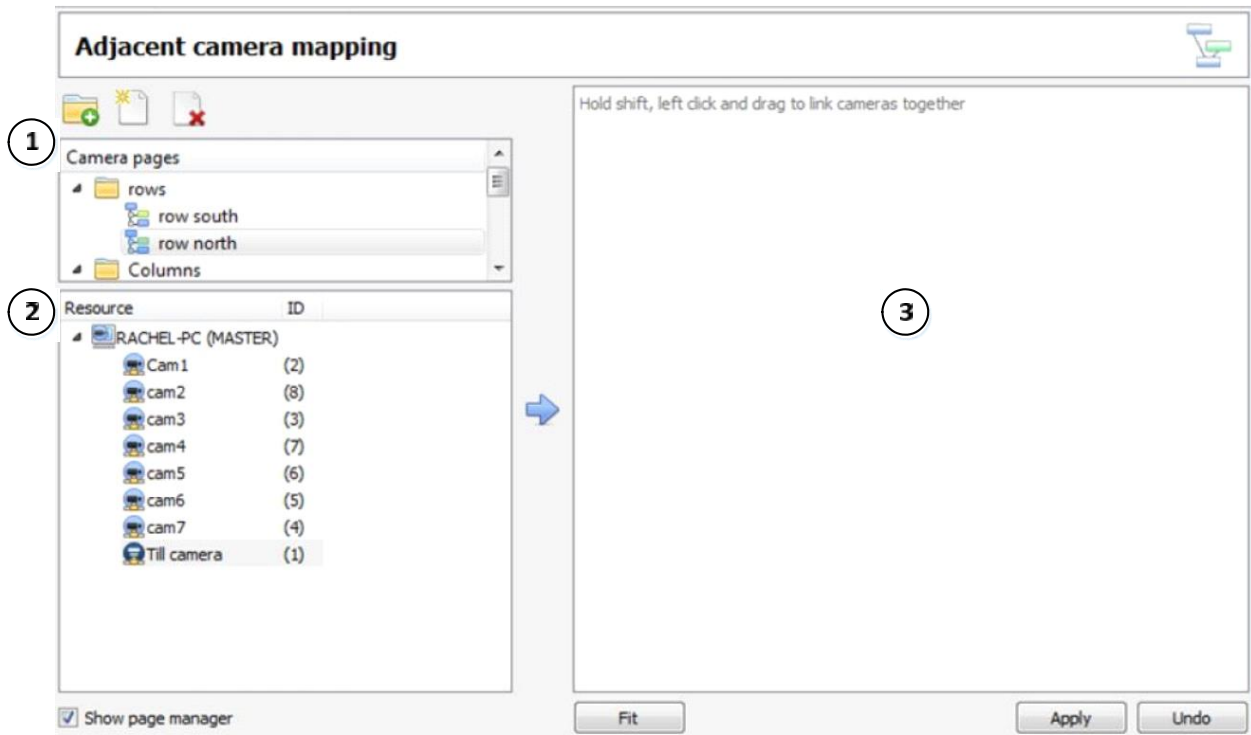 Adjacent camera mapping
Hold shift, left click and drag to link cameras together
1
Camera pages
rows
row south
row north
Columns
2
Resource ID
RACHEL-PC (MASTER)
Cam1 (2)
cam2 (8)
cam3 (3)
cam4 (7)
cam5 (6)
cam6 (5)
cam7 (4)
Till camera (1)
3
Show page manager
Fit
Apply
Undo